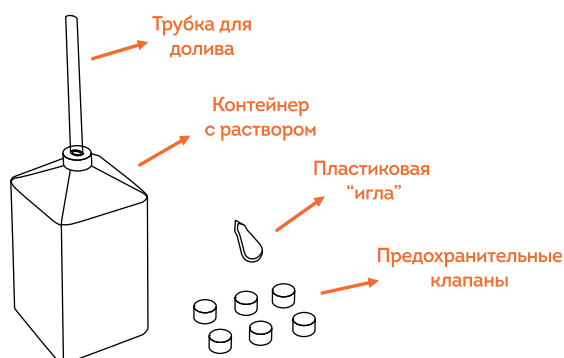 Трубка для
долива
Контейнер
с раствором
Пластиковая
“игла”
Предохранительные
клапаны